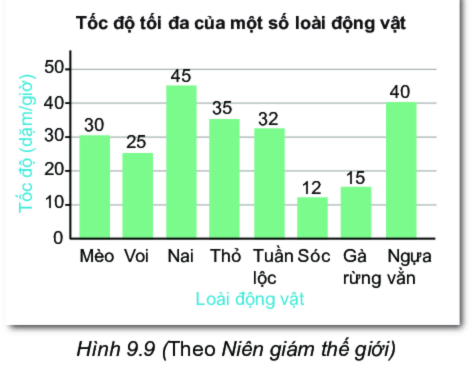 Tốc độ tối đa của một số loài động vật
Tốc độ (dặm/giờ)
50
40
30
20
10
0
30
25
45
35
32
12
15
40
Mèo Voi Nai Thỏ Tuần lộc Sóc Gà rừng Ngựa vằn
Loài động vật
Hình 9.9 (Theo Niên giám thế giới)